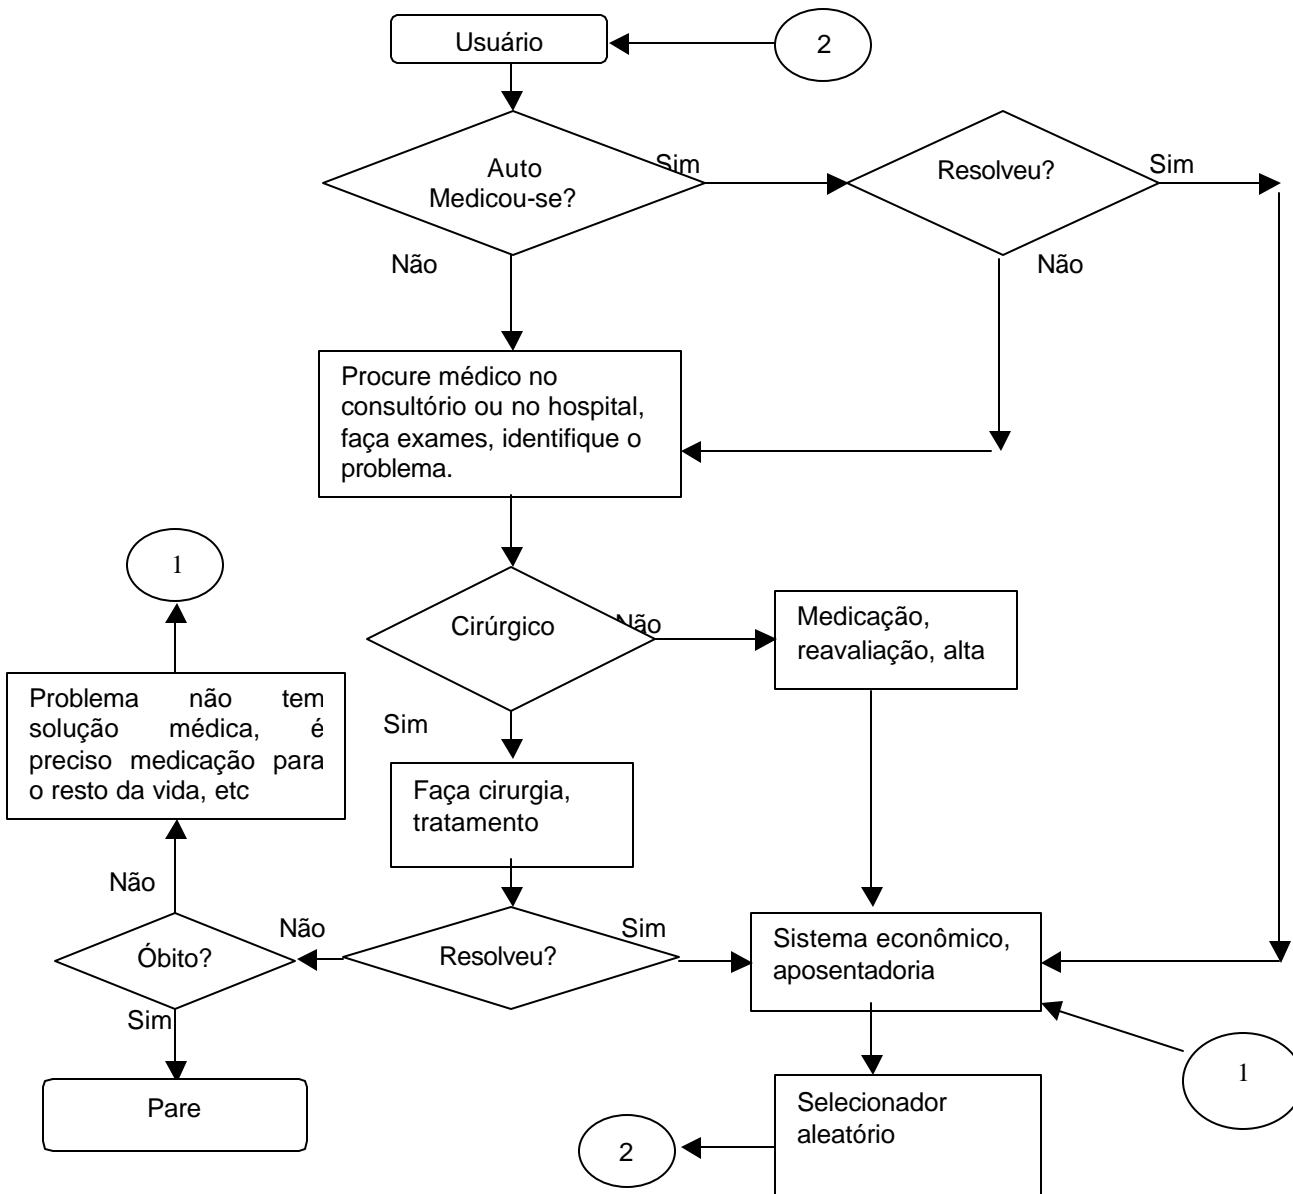 Usuário
2
Auto
Medicou-se?
Sim
Resolveu?
Sim
Não
Não
Procure médico no
consultório ou no hospital,
faça exames, identifique o
problema.
1
Cirúrgico
Não
Medicação,
reavaliação, alta
Problema não tem
solução médica, é
preciso medicação para
o resto da vida, etc
Sim
Faça cirurgia,
tratamento
Não
Óbito?
Não
Resolveu?
Sim
Sistema econômico,
aposentadoria
Sim
Pare
1
Selecionador
aleatório
2